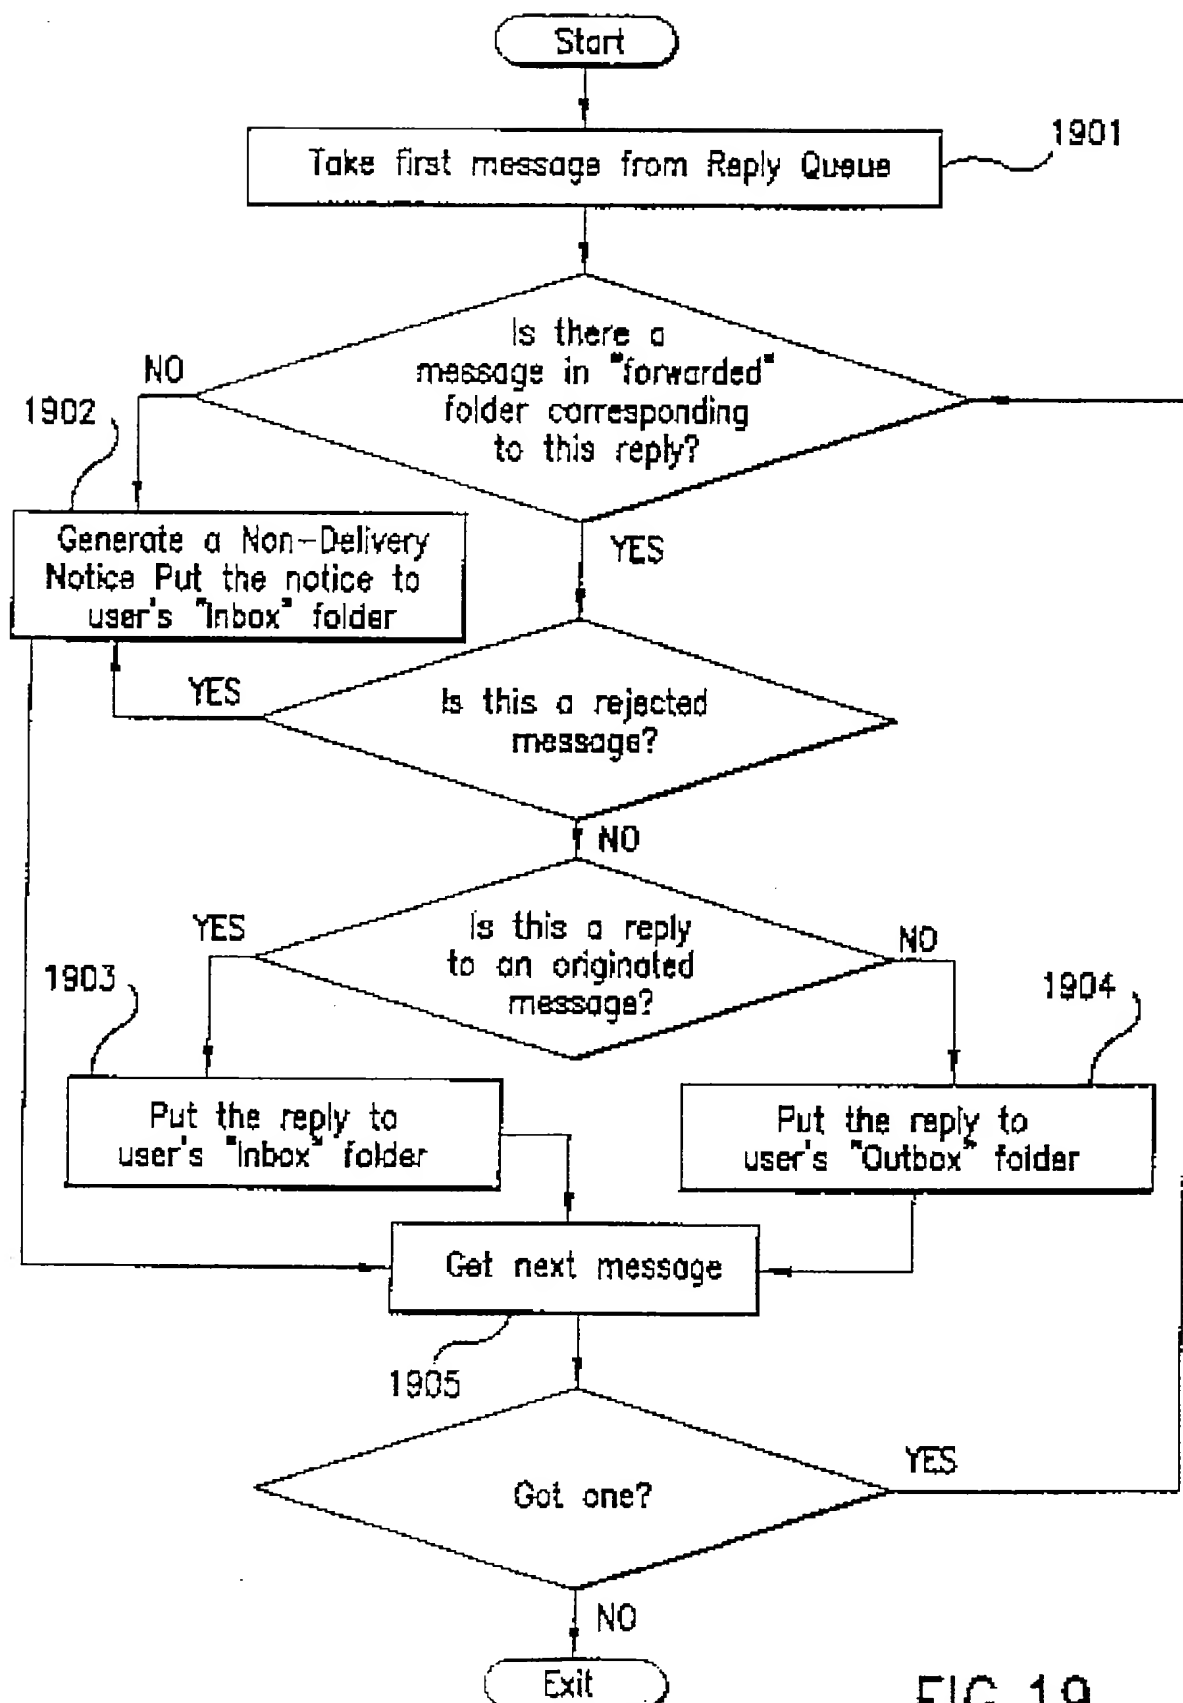 Start
Take first message from Reply Queue
1901
Is there a
message in "forwarded"
folder corresponding
to this reply?
NO
1902
YES
Generate a Non-Delivery
Notice Put the notice to
user's "Inbox" folder
YES
Is this a rejected
message?
NO
YES
Is this a reply
to an originated
message?
NO
1903
1904
Put the reply to
user's "Inbox" folder
Put the reply to
user's "Outbox" folder
Get next message
1905
Got one?
YES
NO
Exit
FIG.19